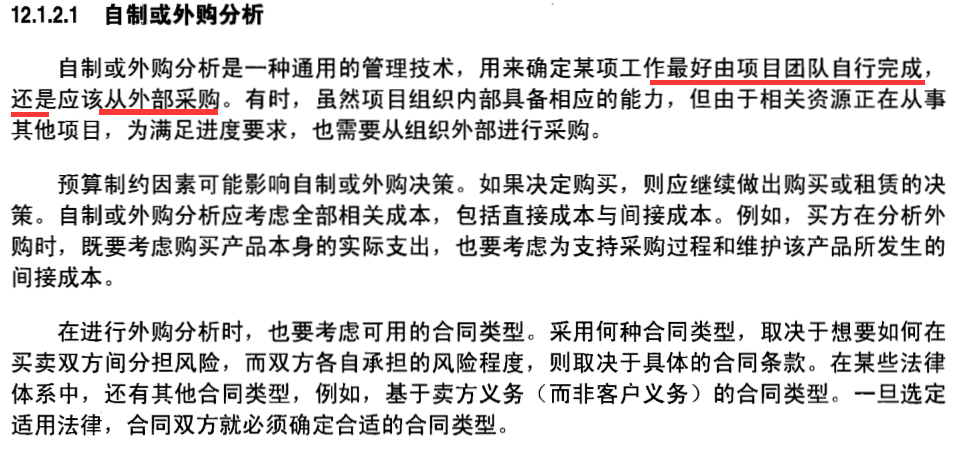 12.1.2.1 自制或外购分析
自制或外购分析是一种通用的管理技术，用来确定某项工作最好由项目团队自行完成，
还是应该从外部采购。有时，虽然项目组织内部具备相应的能力，但由于相关资源正在从事
其他项目，为满足进度要求，也需要从组织外部进行采购。
预算制约因素可能影响自制或外购决策。如果决定购买，则应继续做出购买或租赁的决
策。自制或外购分析应考虑全部相关成本，包括直接成本与间接成本。例如，买方在分析外
购时，既要考虑购买产品本身的实际支出，也要考虑为支持采购过程和维护该产品所发生的
间接成本。
在进行外购分析时，也要考虑可用的合同类型。采用何种合同类型，取决于想要如何在
买卖双方间分担风险，而双方各自承担的风险程度，则取决于具体的合同条款。在某些法律
体系中，还有其他合同类型，例如，基于卖方义务（而非客户义务）的合同类型。一旦选定
适用法律，合同双方就必须确定合适的合同类型。